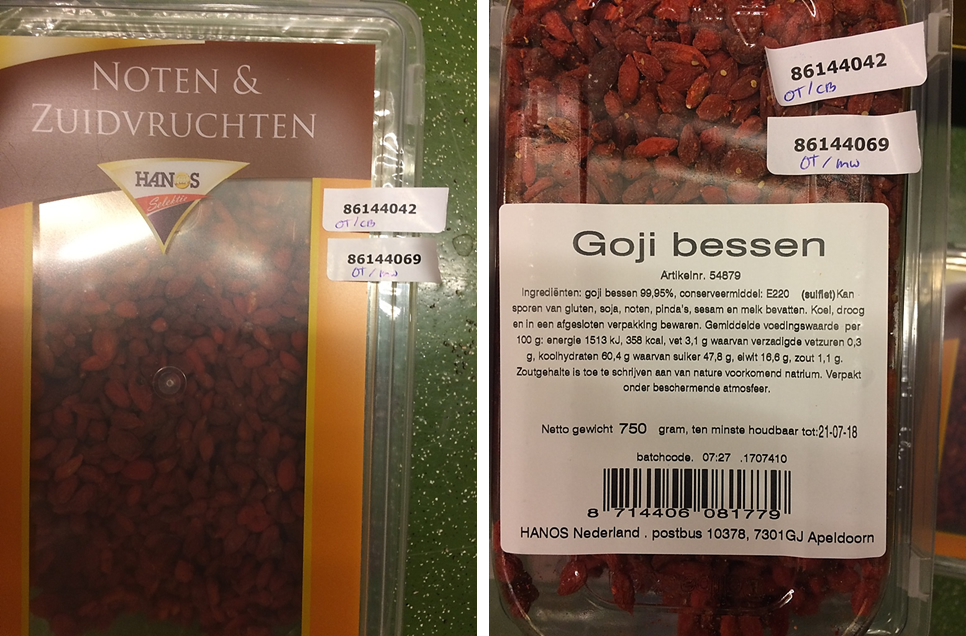 NOTEN &
ZUIDVRUCHTEN
HANOS
Selectie
86144042
OT/CB
86144069
OT/mw
86144042
OT/CB
86144069
OT/mw
Goji bessen
Artikelnr. 54879
Ingrediënten: goji bessen 99,95%, conserveermiddel: E220 (sulfiet) Kan
sporen van gluten, soja, noten, pinda's, sesam en melk bevatten. Koel, droog
en in een afgesloten verpakking bewaren. Gemiddelde voedingswaarde per
100 g: energie 1513 kJ, 358 kcal, vet 3,1 g waarvan verzadigde vetzuren 0,3
g, koolhydraten 60,4 g waarvan suiker 47,8 g, eiwit 16,6 g, zout 1,1 g.
Zoutgehalte is toe te schrijven aan van nature voorkomend natrium. Verpakt
onder beschermende atmosfeer.
Netto gewicht 750 gram, ten minste houdbaar tot:21-07-18
batchcode. 07:27 .1707410
8 714406 081779
HANOS Nederland . postbus 10378, 7301GJ Apeldoorn